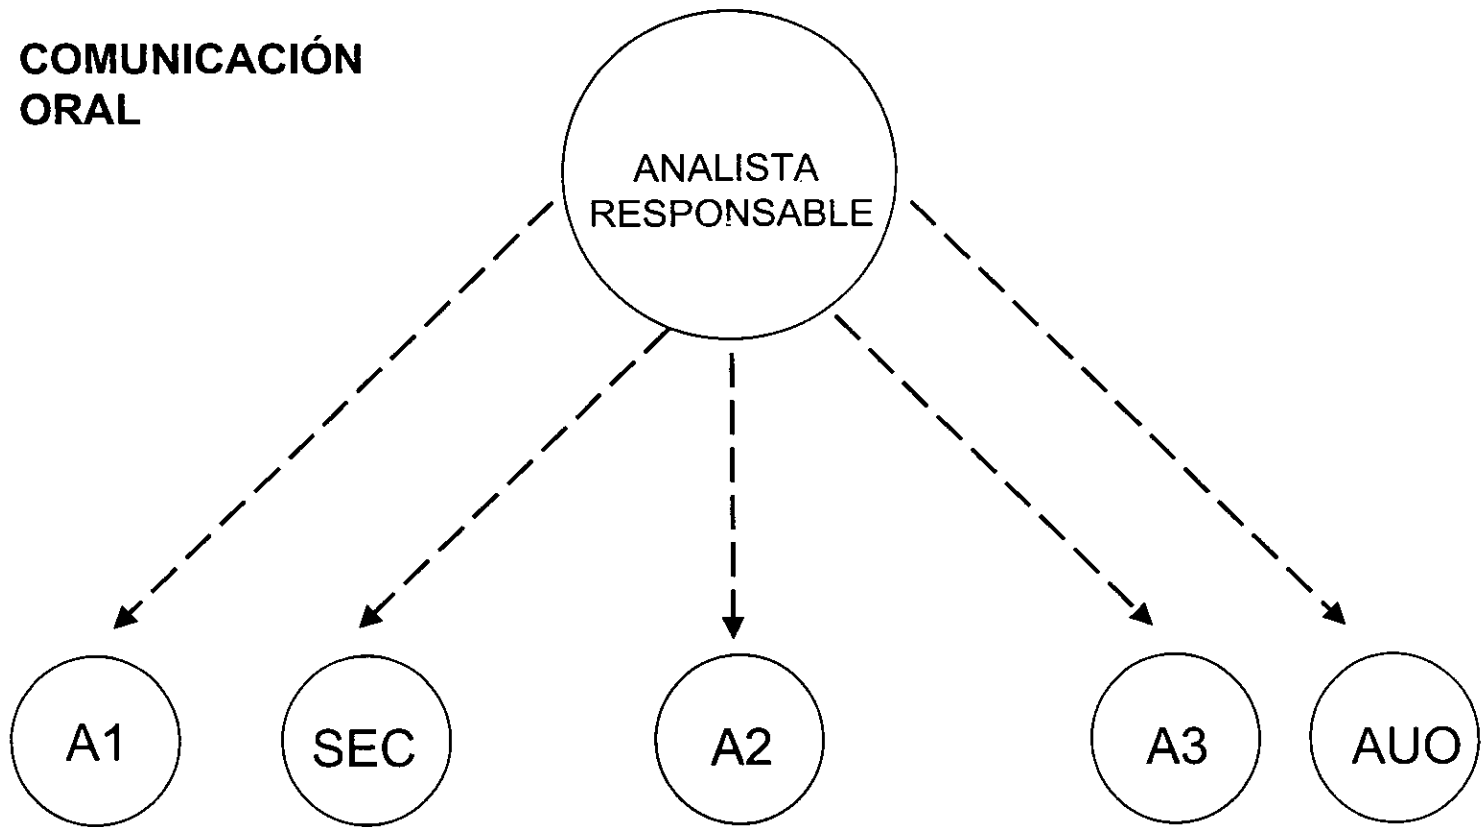 COMUNICACIÓN
ORAL
ANALISTA
RESPONSABLE
A1
SEC
A2
A3
AUO